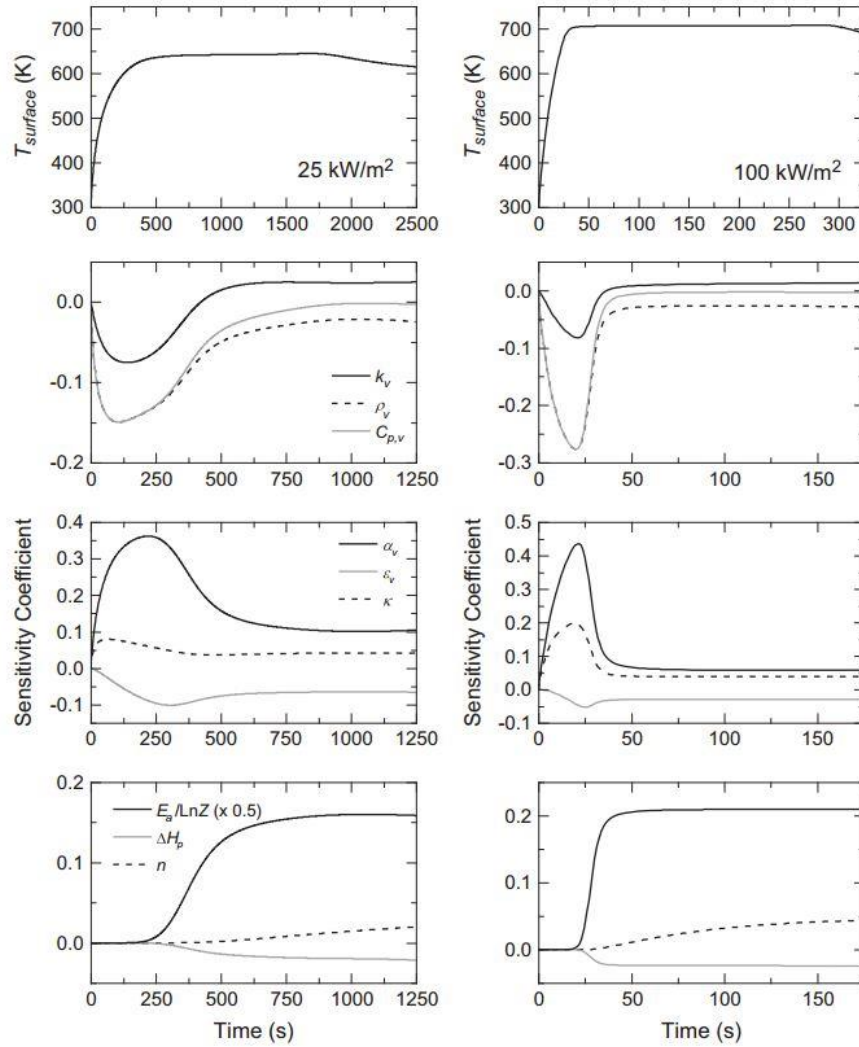 T_surface (K)
700
600
500
400
300
0 500 1000 1500 2000 2500
25 kW/m²
T_surface (K)
700
600
500
400
300
0 50 100 150 200 250 300
100 kW/m²
0.0
-0.1
-0.2
k_v
ρ_v
C_p,v
0 250 500 750 1000 1250
0.0
-0.1
-0.2
-0.3
0 50 100 150
Sensitivity Coefficient
0.4
0.3
0.2
0.1
0.0
-0.1
α_v
ε_v
κ
0 250 500 750 1000 1250
Sensitivity Coefficient
0.5
0.4
0.3
0.2
0.1
0.0
-0.1
0 50 100 150
0.2
0.1
0.0
E_a/LnZ (x 0.5)
ΔH_p
n
0 250 500 750 1000 1250
Time (s)
0.2
0.1
0.0
0 50 100 150
Time (s)